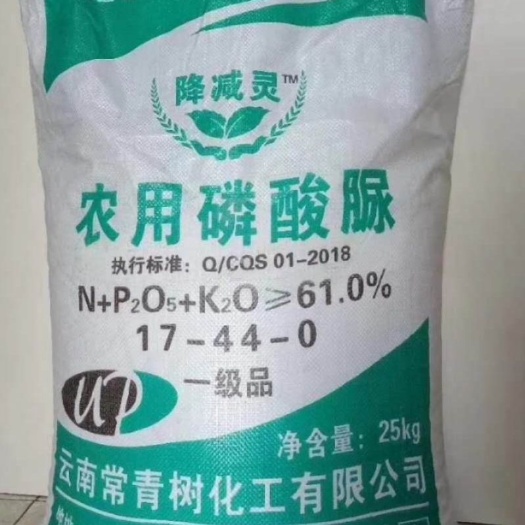 降减灵™
农用磷酸脲
执行标准：Q/CQS 01-2018
N+P₂O₅+K₂O≥61.0%
17-44-0
UP
一级品
净含量：25kg
云南常青树化工有限公司